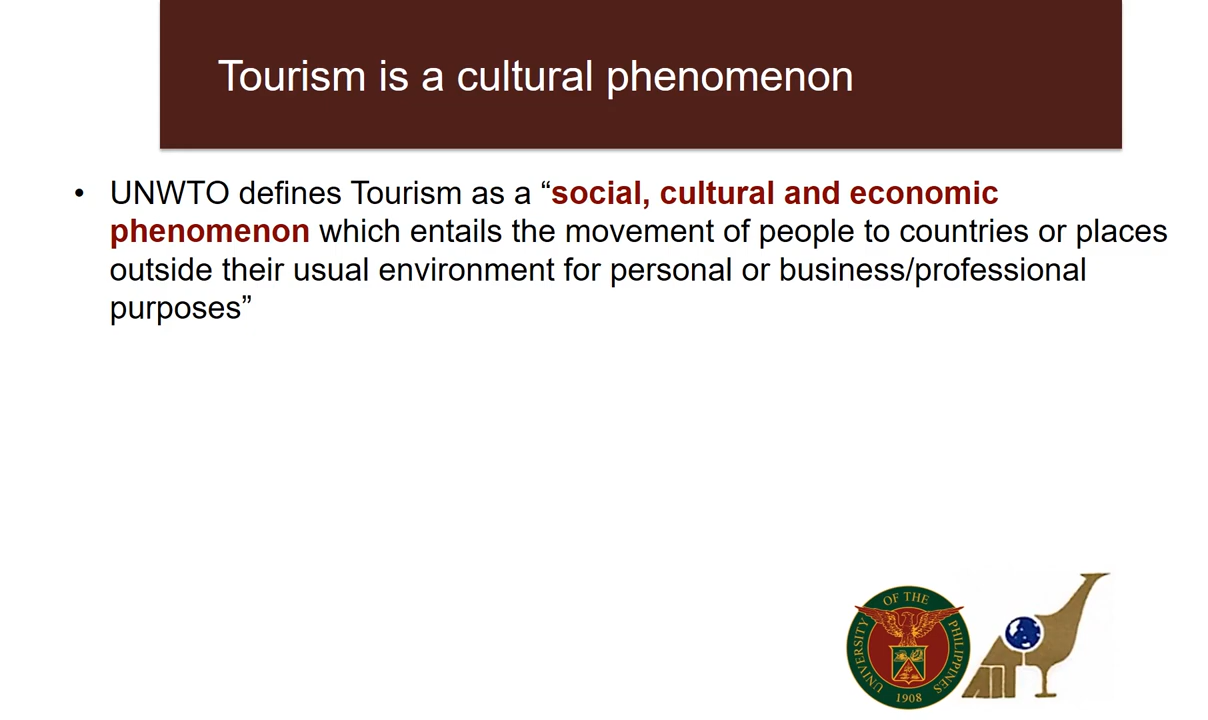 Tourism is a cultural phenomenon
• UNWTO defines Tourism as a “social, cultural and economic
phenomenon which entails the movement of people to countries or places
outside their usual environment for personal or business/professional
purposes”
UNIVERSITY OF THE PHILIPPINES
1908
AIT